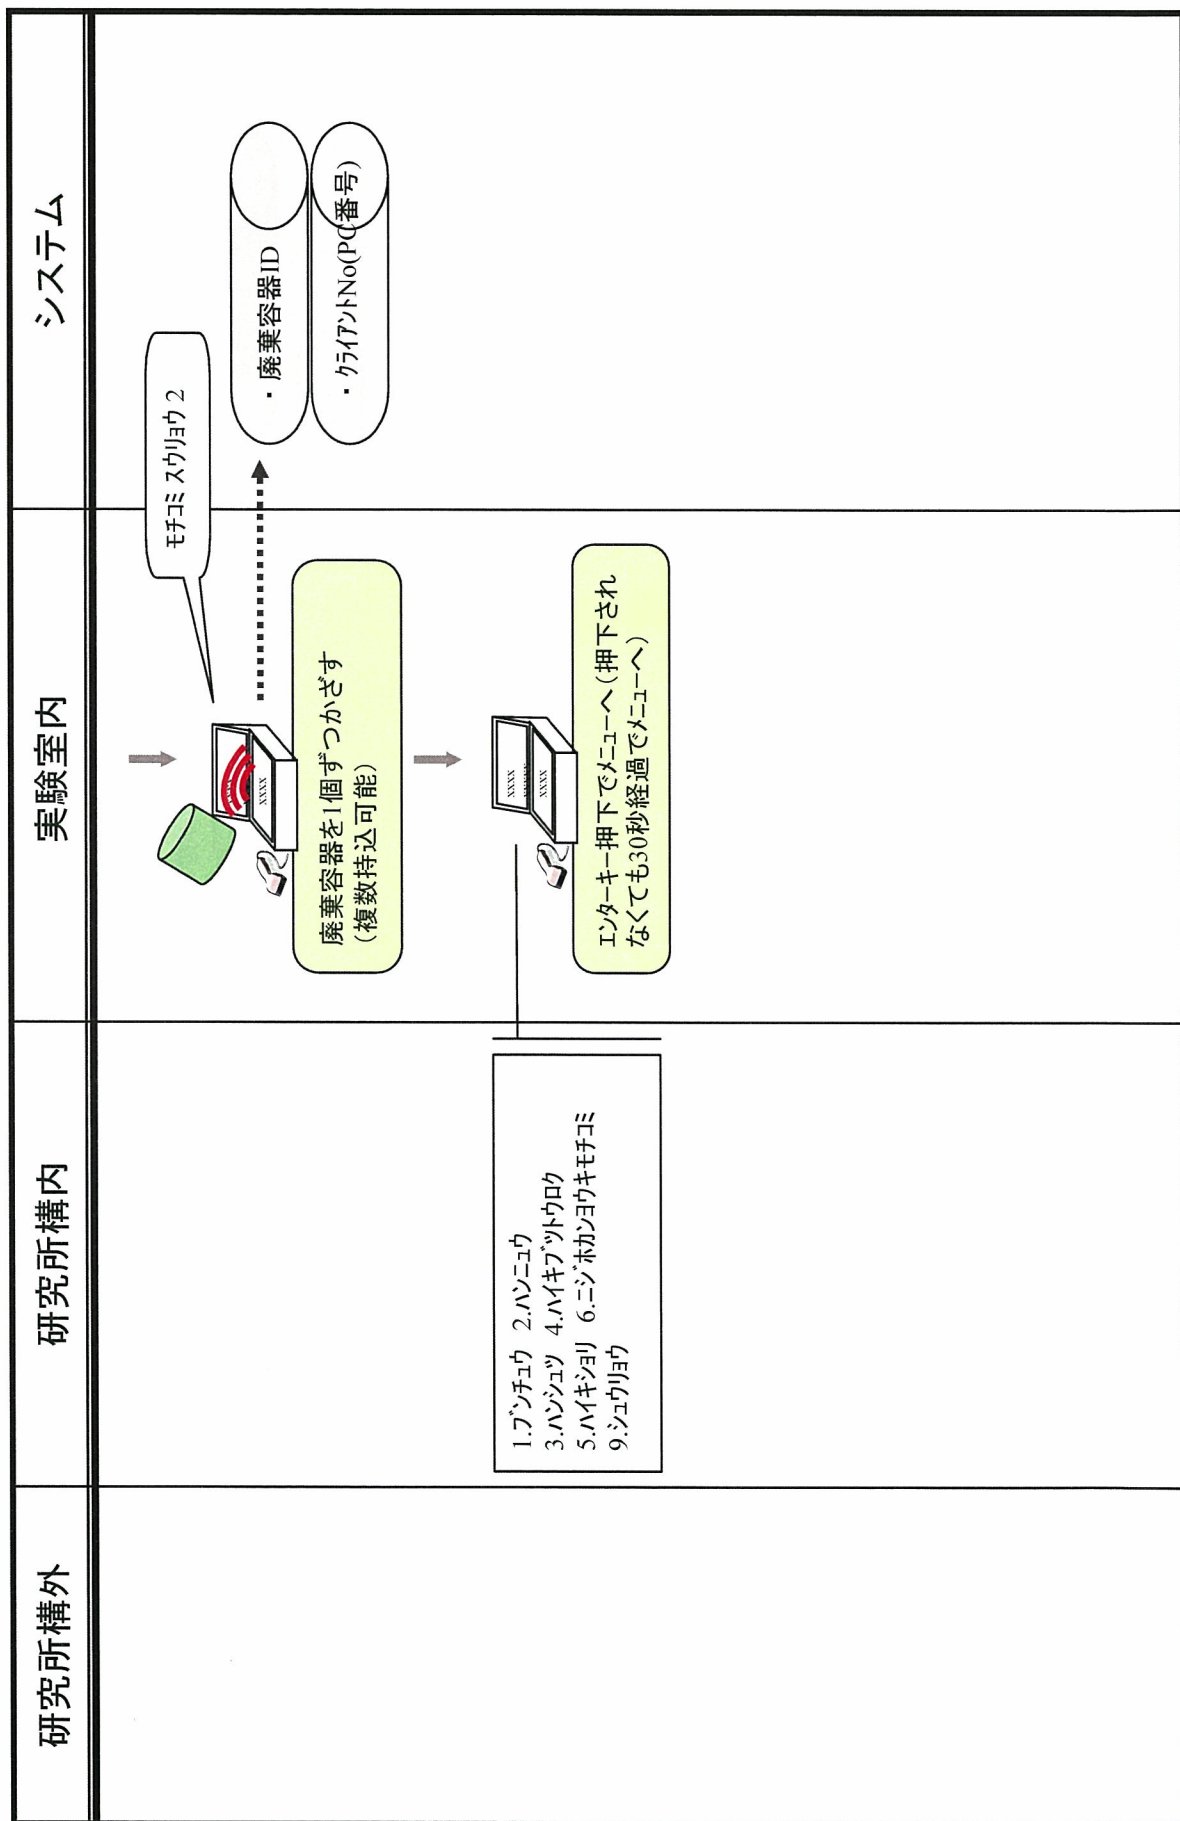 研究所構外
研究所構内
実験室内
システム
モチコミ スウリョウ 2
・廃棄容器ID
・クライアントNo(PC番号)
xxxx
廃棄容器を1個ずつかざす
(複数持込可能)
xxxx
xxxx
エンターキー押下でメニューへ(押下され
なくても30秒経過でメニューへ)
1.ブンチュウ 2.ハンニュウ
3.ハンシュツ 4.ハイキブツトウロク
5.ハイキショリ 6.ニジホカンヨウキモチコミ
9.シュウリョウ